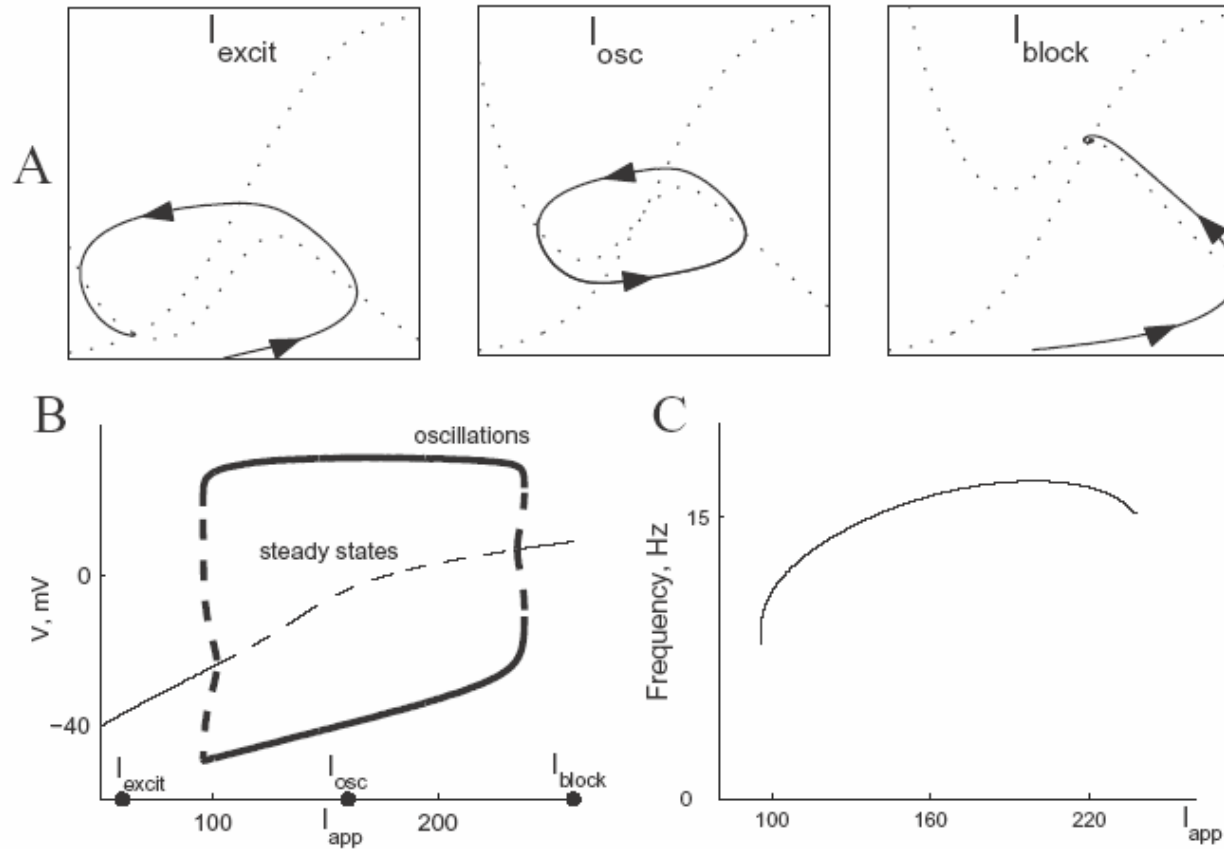 I excit
I osc
I block
A
B
oscillations
steady states
V, mV
0
−40
I excit
I osc
I block
100
200
I app
C
Frequency, Hz
15
0
100
160
220
I app